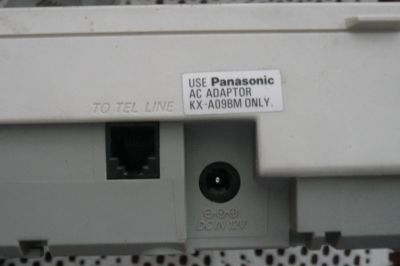 USE Panasonic
AC ADAPTOR
KX-A09BM ONLY.
TO TEL LINE
DC IN 12V